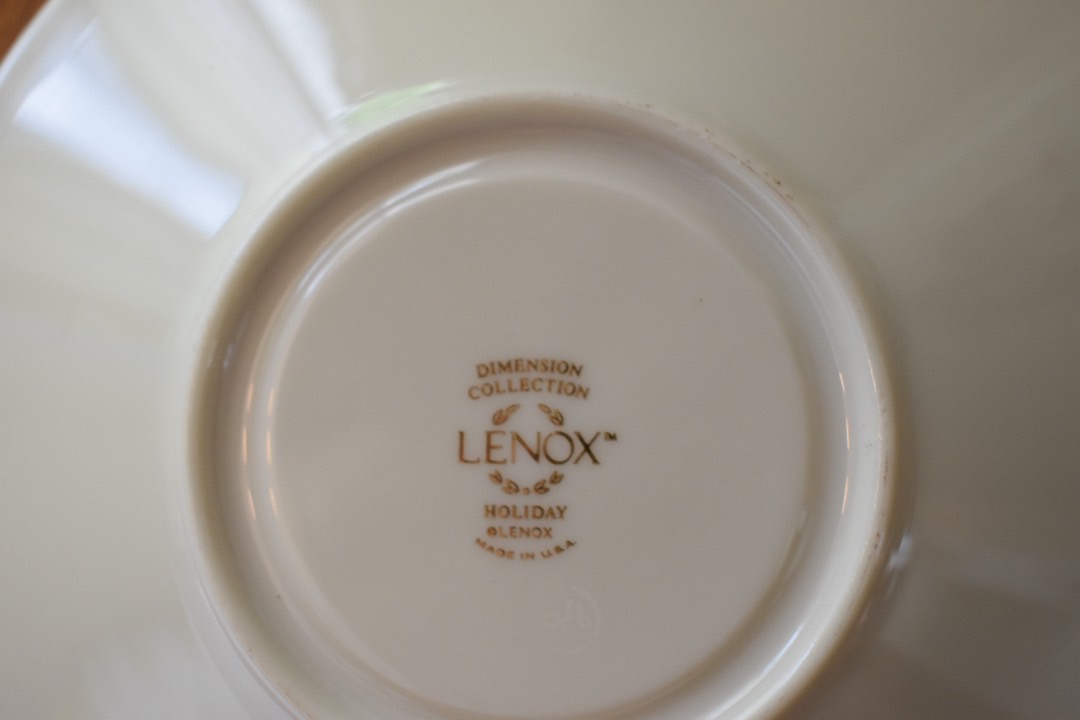 DIMENSION
COLLECTION
LENOX™
HOLIDAY
©LENOX
MADE IN U.S.A.